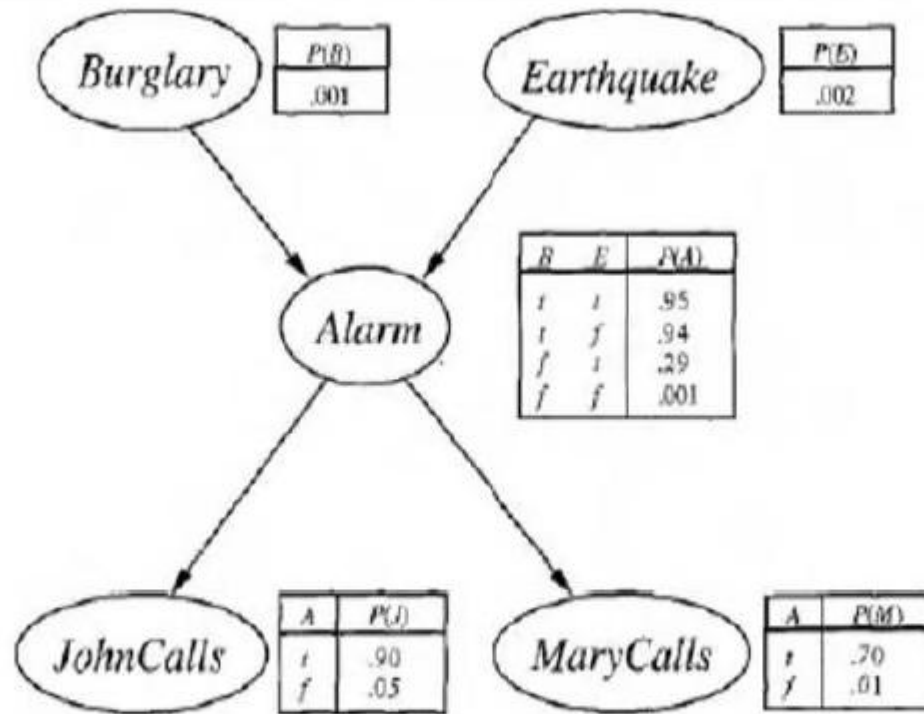 Burglary
P(B)
.001
Earthquake
P(E)
.002
Alarm
B E P(A)
t t .95
t f .94
f t .29
f f .001
JohnCalls
A P(J)
t .90
f .05
MaryCalls
A P(M)
t .70
f .01